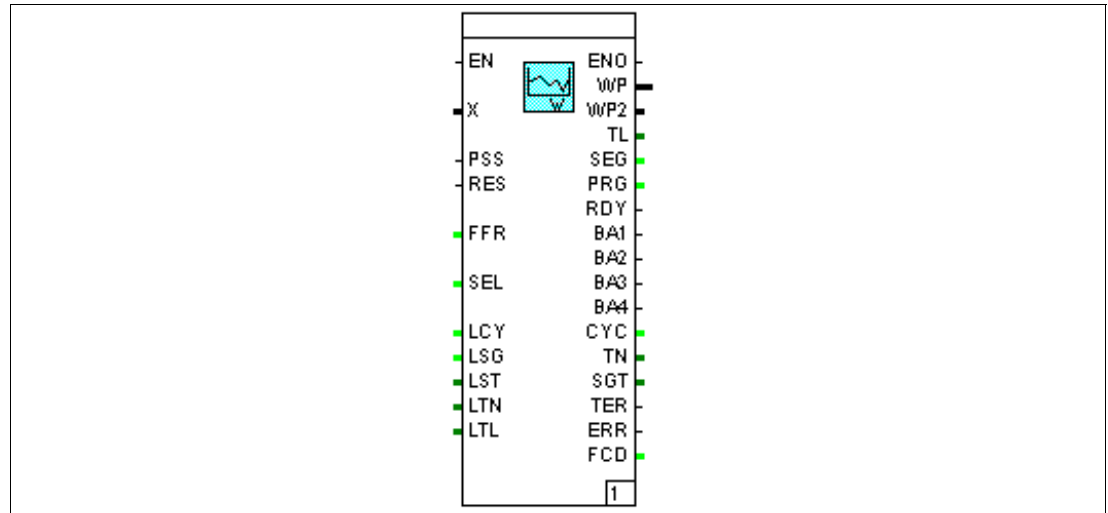 EN ENO
WP
X W WP2
TL
PSS SEG
RES PRG
RDY
FFR BA1
BA2
SEL BA3
BA4
LCY CYC
LSG TN
LST SGT
LTN TER
LTL ERR
FCD
1